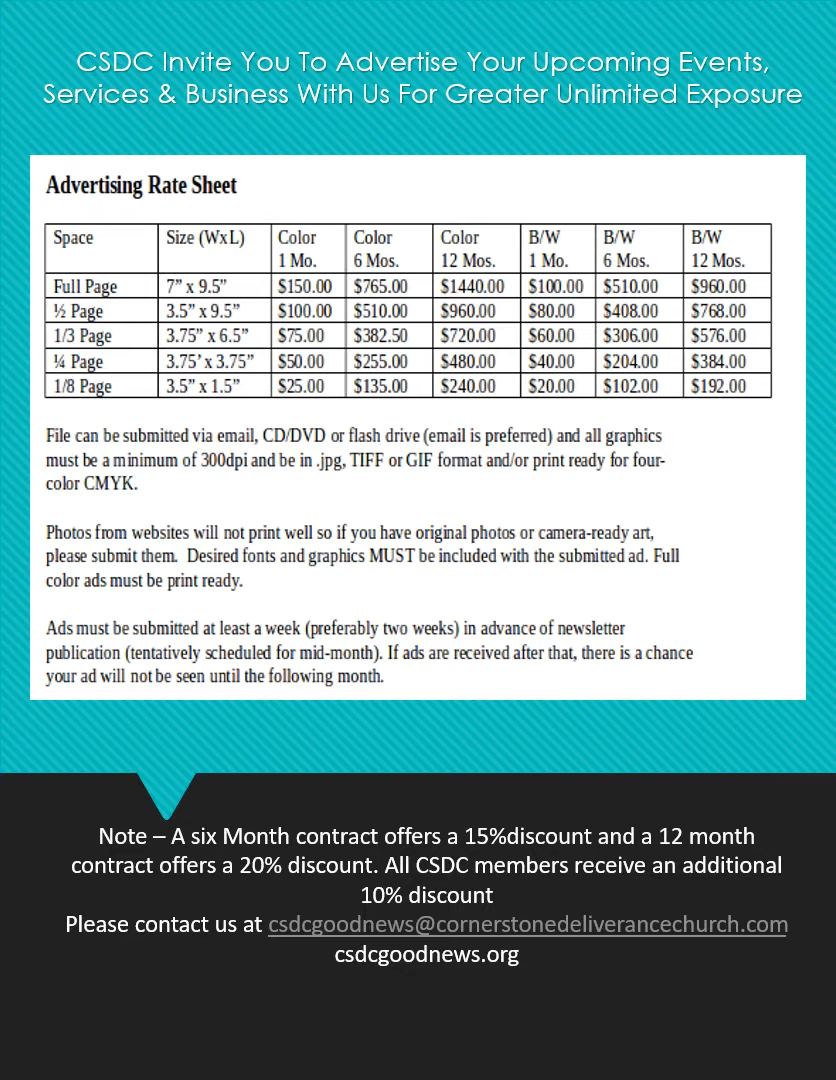 CSDC Invite You To Advertise Your Upcoming Events,
Services & Business With Us For Greater Unlimited Exposure
Advertising Rate Sheet
Space Size (WxL) Color 1 Mo. Color 6 Mos. Color 12 Mos. B/W 1 Mo. B/W 6 Mos. B/W 12 Mos.
Full Page 7” x 9.5” $150.00 $765.00 $1440.00 $100.00 $510.00 $960.00
½ Page 3.5” x 9.5” $100.00 $510.00 $960.00 $80.00 $408.00 $768.00
1/3 Page 3.75” x 6.5” $75.00 $382.50 $720.00 $60.00 $306.00 $576.00
¼ Page 3.75’ x 3.75” $50.00 $255.00 $480.00 $40.00 $204.00 $384.00
1/8 Page 3.5” x 1.5” $25.00 $135.00 $240.00 $20.00 $102.00 $192.00
File can be submitted via email, CD/DVD or flash drive (email is preferred) and all graphics
must be a minimum of 300dpi and be in .jpg, TIFF or GIF format and/or print ready for four-
color CMYK.
Photos from websites will not print well so if you have original photos or camera-ready art,
please submit them. Desired fonts and graphics MUST be included with the submitted ad. Full
color ads must be print ready.
Ads must be submitted at least a week (preferably two weeks) in advance of newsletter
publication (tentatively scheduled for mid-month). If ads are received after that, there is a chance
your ad will not be seen until the following month.
Note – A six Month contract offers a 15%discount and a 12 month
contract offers a 20% discount. All CSDC members receive an additional
10% discount
Please contact us at csdcgoodnews@cornerstonedeliverancechurch.com
csdcgoodnews.org